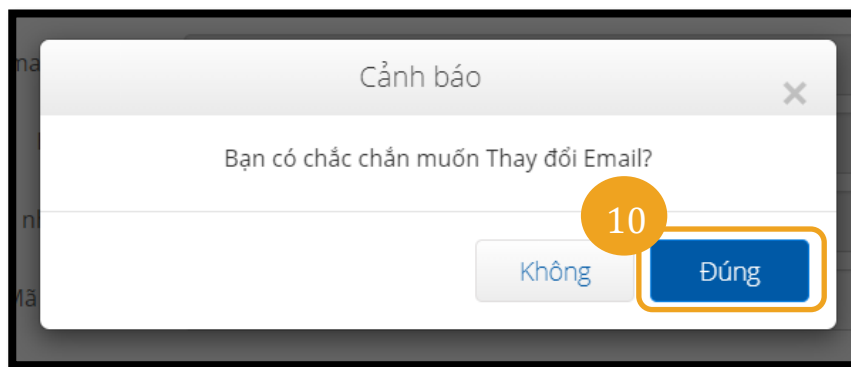 Cảnh báo
×
Bạn có chắc chắn muốn Thay đổi Email?
10
Không
Đúng